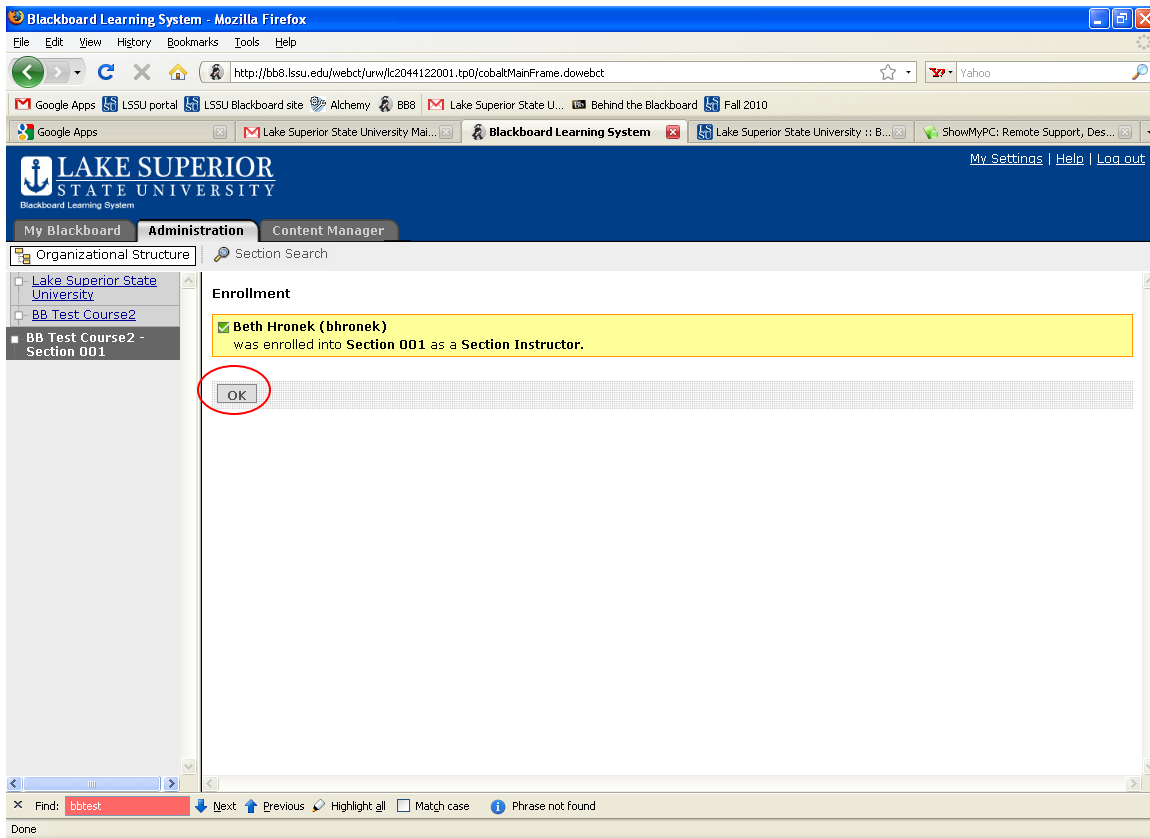 Blackboard Learning System - Mozilla Firefox
File Edit View History Bookmarks Tools Help
http://bb8.lssu.edu/webct/urw/lc2044122001.tp0/cobaltMainFrame.dowebct Yahoo
Google Apps LSSU portal LSSU Blackboard site Alchemy BB8 Lake Superior State U... Behind the Blackboard Fall 2010
Google Apps Lake Superior State University Mai... Blackboard Learning System Lake Superior State University :: B... ShowMyPC: Remote Support, Des...
My Settings | Help | Log out
LAKE SUPERIOR
STATE UNIVERSITY
Blackboard Learning System
My Blackboard Administration Content Manager
Organizational Structure Section Search
Lake Superior State
University
BB Test Course2
BB Test Course2 -
Section 001
Enrollment
Beth Hronek (bhronek)
was enrolled into Section 001 as a Section Instructor.
OK
Find: bbtest Next Previous Highlight all Match case Phrase not found
Done